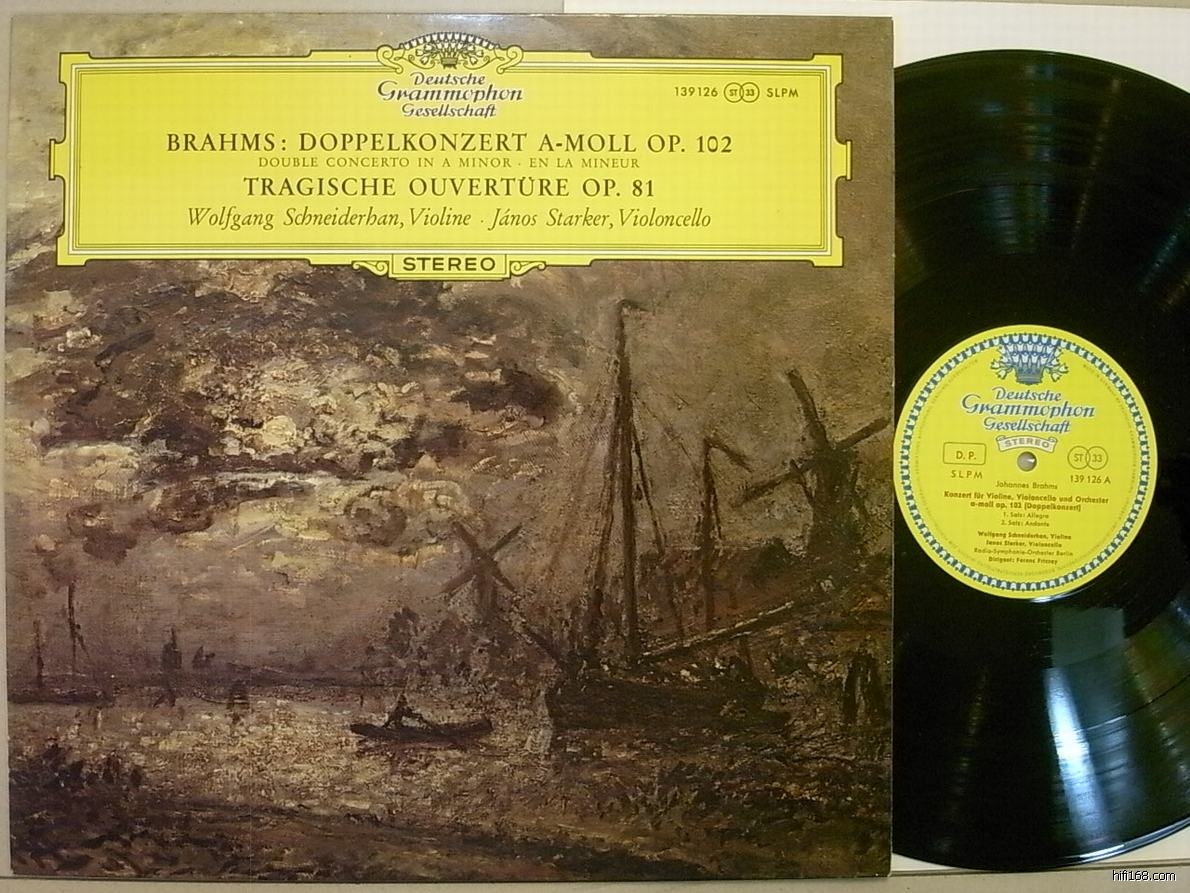 Deutsche
Grammophon
Gesellschaft
139126 ST 33 SLPM
BRAHMS: DOPPELKONZERT A-MOLL OP. 102
DOUBLE CONCERTO IN A MINOR · EN LA MINEUR
TRAGISCHE OUVERTÜRE OP. 81
Wolfgang Schneiderhan, Violine · János Starker, Violoncello
STEREO
Deutsche
Grammophon
Gesellschaft
STEREO
D. P.
ST 33
SLPM
139 126 A
Johannes Brahms
Konzert für Violine, Violoncello und Orchester
a-moll op. 102 (Doppelkonzert)
1. Satz: Allegro
2. Satz: Andante
Wolfgang Schneiderhan, Violine
Janos Starker, Violoncello
Radio-Symphonie-Orchester Berlin
Dirigent: Ferenc Fricsay
hifi168.com